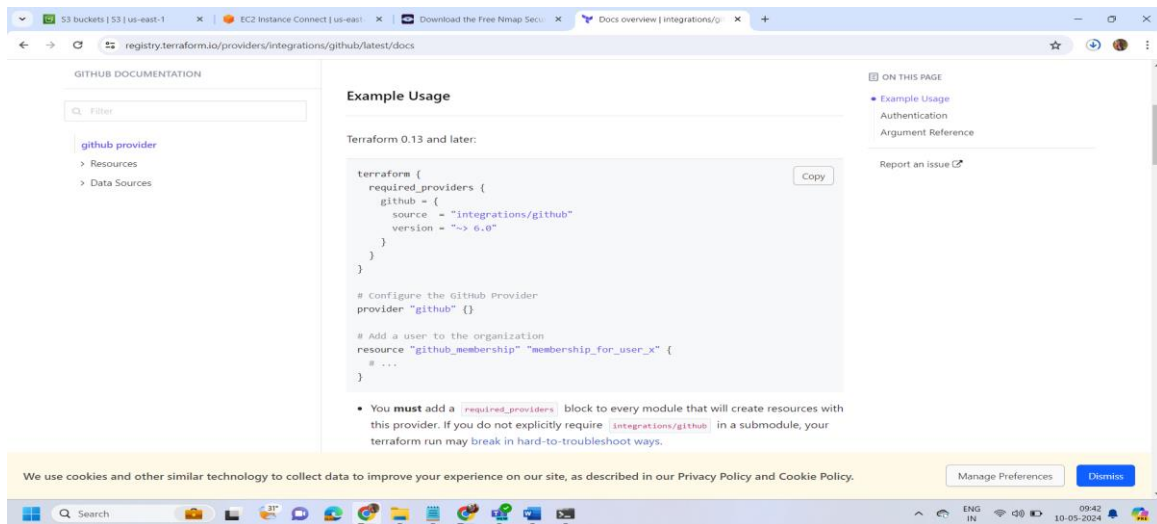 S3 buckets | S3 | us-east-1
EC2 Instance Connect | us-east
Download the Free Nmap Secu
Docs overview | integrations/gi
registry.terraform.io/providers/integrations/github/latest/docs
GITHUB DOCUMENTATION
Filter
github provider
Resources
Data Sources
Example Usage
Terraform 0.13 and later:
Copy
terraform {
  required_providers {
    github = {
      source  = "integrations/github"
      version = "~> 6.0"
    }
  }
}
# Configure the GitHub Provider
provider "github" {}
# Add a user to the organization
resource "github_membership" "membership_for_user_x" {
  # ...
}
• You must add a required_providers block to every module that will create resources with
this provider. If you do not explicitly require integrations/github in a submodule, your
terraform run may break in hard-to-troubleshoot ways.
ON THIS PAGE
• Example Usage
Authentication
Argument Reference
Report an issue
We use cookies and other similar technology to collect data to improve your experience on our site, as described in our Privacy Policy and Cookie Policy.
Manage Preferences
Dismiss
Search
31°
ENG
IN
09:42
10-05-2024